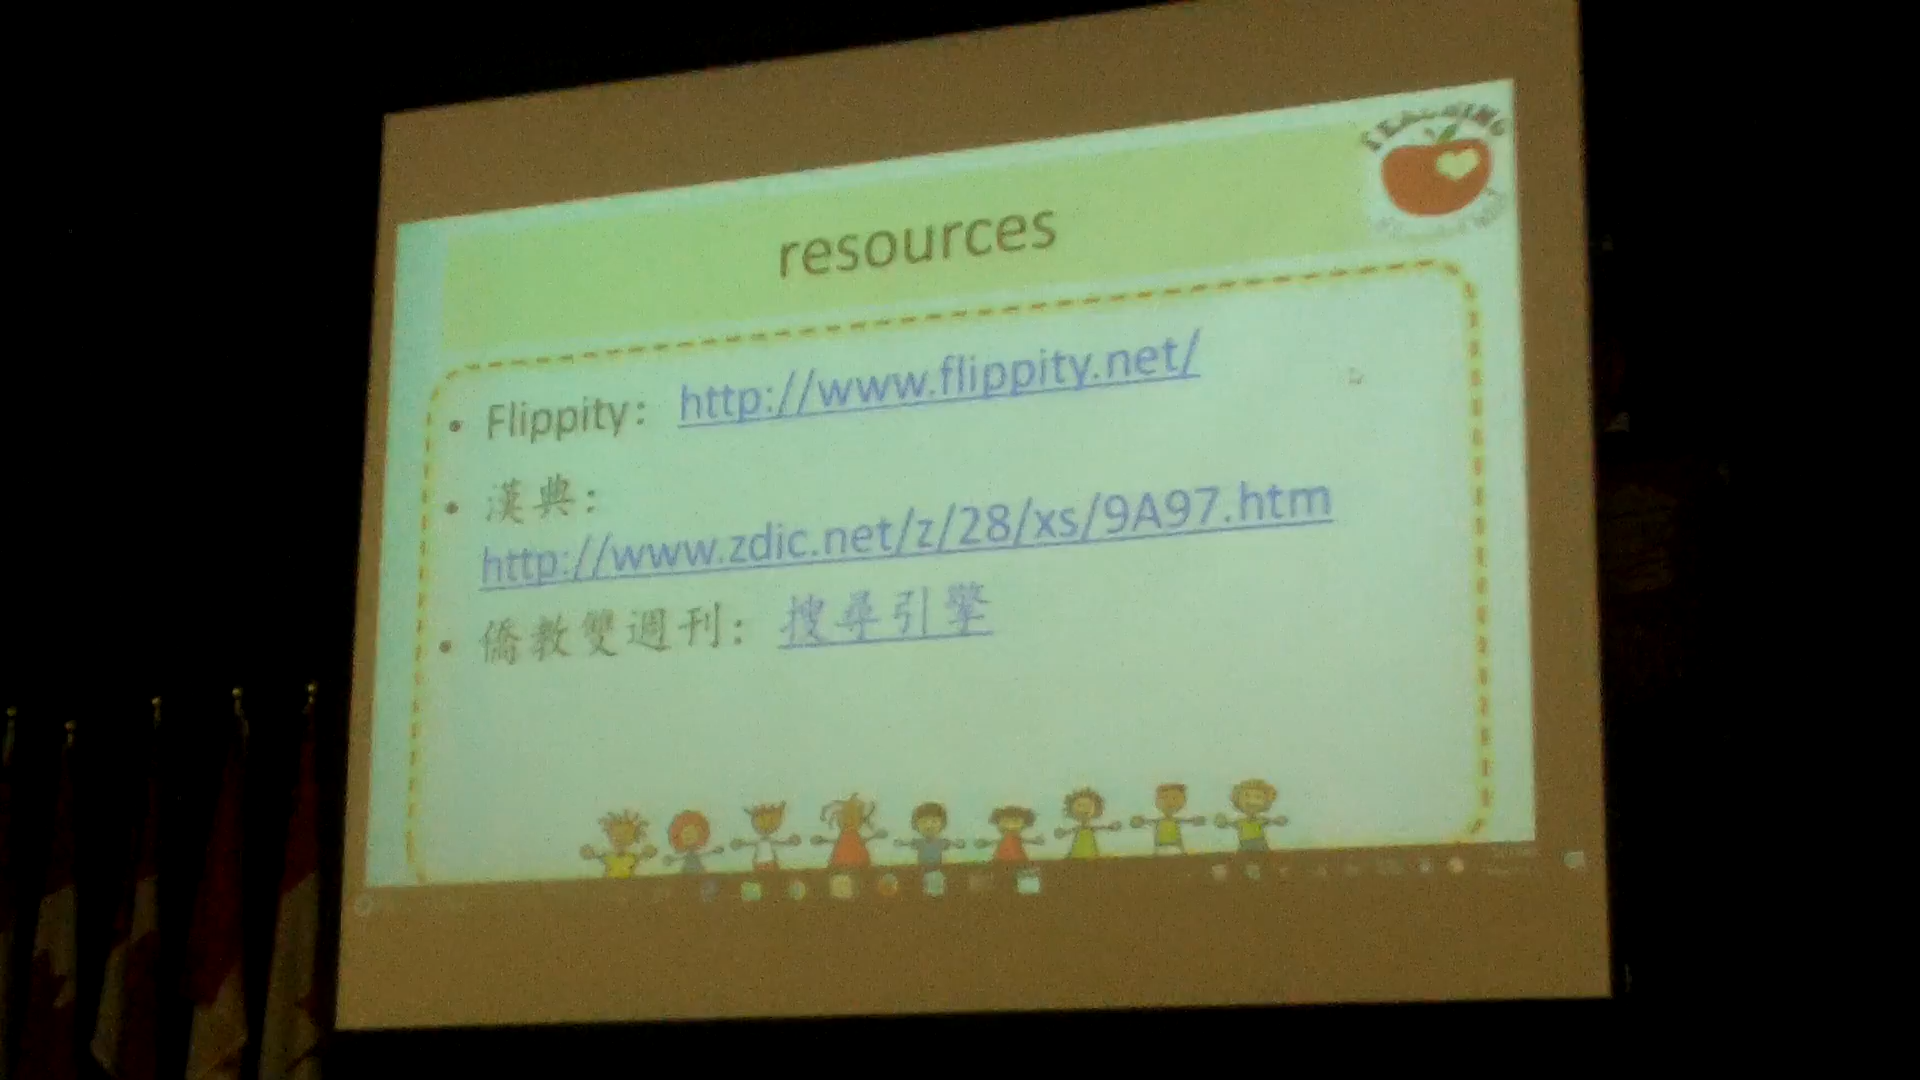 TEACHING
resources
• Flippity: http://www.flippity.net/
• 漢典:
http://www.zdic.net/z/28/xs/9A97.htm
• 僑教雙週刊: 搜尋引擎